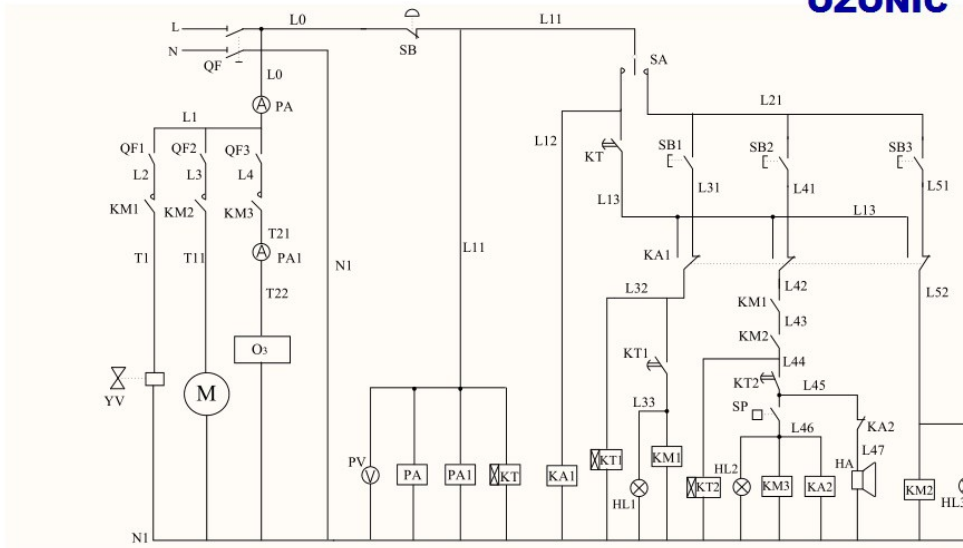 OZONIC
L L0 L11
SB
N
QF
SA
L0
PA
L21
L1
QF1 QF2 QF3
L12 KT SB1 SB2 SB3
L2 L3 L4
L31 L41 L51
KM1 KM2 KM3
L13 L13
T21
T1 T11 PA1 N1 L11 KA1
T22
L32 L42 L52
KM1
L43
O3
KM2
KT1 L44
YV M
KT2 L45
L33 SP
L46 KA2
PV L47
PA PA1 KT KA1 KT1 KM1 KT2 HL2 KM3 KA2 HA KM2
HL1 HL3
N1